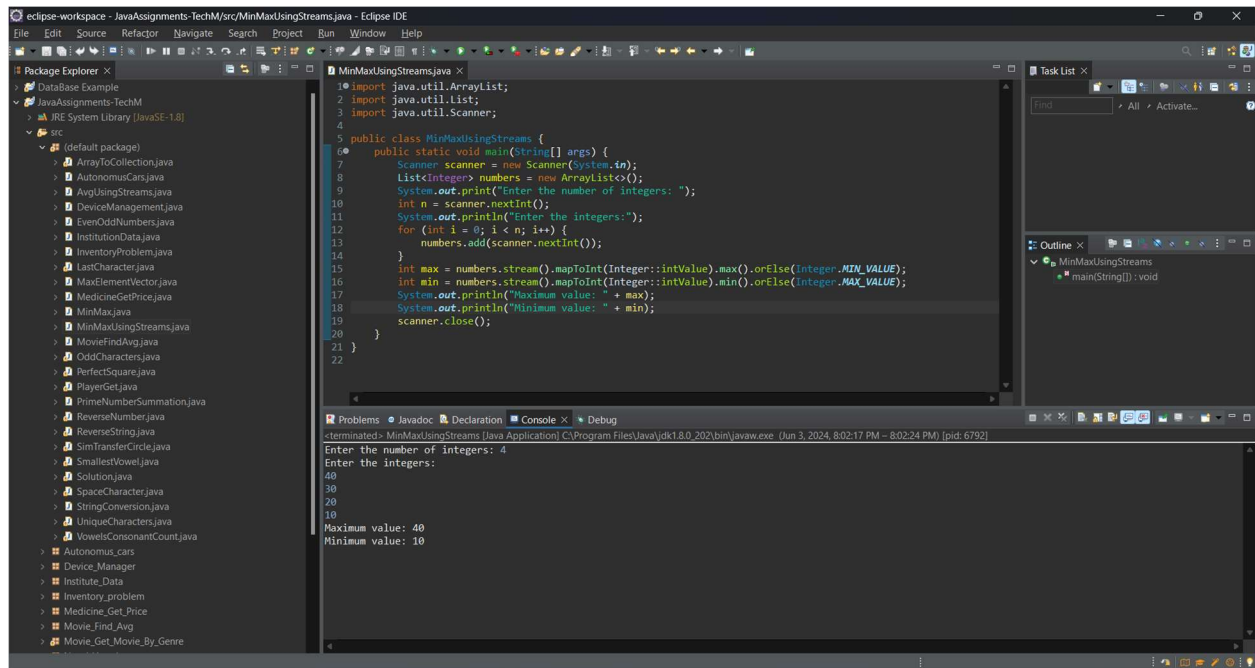 eclipse-workspace - JavaAssignments-TechM/src/MinMaxUsingStreams.java - Eclipse IDE
File Edit Source Refactor Navigate Search Project Run Window Help
Package Explorer
DataBase Example
JavaAssignments-TechM
JRE System Library [JavaSE-1.8]
src
(default package)
ArrayToCollection.java
AutonomusCars.java
AvgUsingStreams.java
DeviceManagement.java
EvenOddNumbers.java
InstitutionData.java
InventoryProblem.java
LastCharacter.java
MaxElementVector.java
MedicineGetPrice.java
MinMax.java
MinMaxUsingStreams.java
MovieFindAvg.java
OddCharacters.java
PerfectSquare.java
PlayerGet.java
PrimeNumberSummation.java
ReverseNumber.java
ReverseString.java
SimTransferCircle.java
SmallestVowel.java
Solution.java
SpaceCharacter.java
StringConversion.java
UniqueCharacters.java
VowelsConsonantCount.java
Autonomus_cars
Device_Manager
Institute_Data
Inventory_problem
Medicine_Get_Price
Movie_Find_Avg
Movie_Get_Movie_By_Genre
MinMaxUsingStreams.java
1 import java.util.ArrayList;
2 import java.util.List;
3 import java.util.Scanner;
4
5 public class MinMaxUsingStreams {
6 public static void main(String[] args) {
7 Scanner scanner = new Scanner(System.in);
8 List<Integer> numbers = new ArrayList<>();
9 System.out.print("Enter the number of integers: ");
10 int n = scanner.nextInt();
11 System.out.println("Enter the integers:");
12 for (int i = 0; i < n; i++) {
13 numbers.add(scanner.nextInt());
14 }
15 int max = numbers.stream().mapToInt(Integer::intValue).max().orElse(Integer.MIN_VALUE);
16 int min = numbers.stream().mapToInt(Integer::intValue).min().orElse(Integer.MAX_VALUE);
17 System.out.println("Maximum value: " + max);
18 System.out.println("Minimum value: " + min);
19 scanner.close();
20 }
21 }
22
Task List
Find All Activate...
Outline
MinMaxUsingStreams
main(String[]) : void
Problems Javadoc Declaration Console Debug
<terminated> MinMaxUsingStreams [Java Application] C:\Program Files\Java\jdk1.8.0_202\bin\javaw.exe (Jun 3, 2024, 8:02:17 PM – 8:02:24 PM) [pid: 6792]
Enter the number of integers: 4
Enter the integers:
40
30
20
10
Maximum value: 40
Minimum value: 10